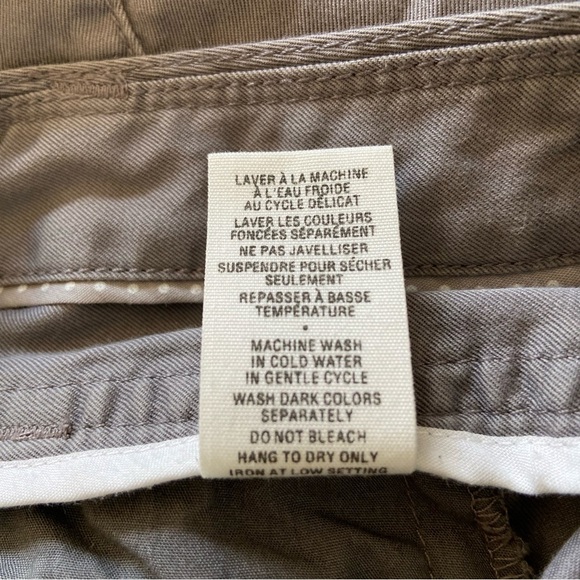 LAVER À LA MACHINE
À L'EAU FROIDE
AU CYCLE DÉLICAT
LAVER LES COULEURS
FONCÉES SÉPARÉMENT
NE PAS JAVELLISER
SUSPENDRE POUR SÉCHER
SEULEMENT
REPASSER À BASSE
TEMPÉRATURE
•
MACHINE WASH
IN COLD WATER
IN GENTLE CYCLE
WASH DARK COLORS
SEPARATELY
DO NOT BLEACH
HANG TO DRY ONLY
IRON AT LOW SETTING